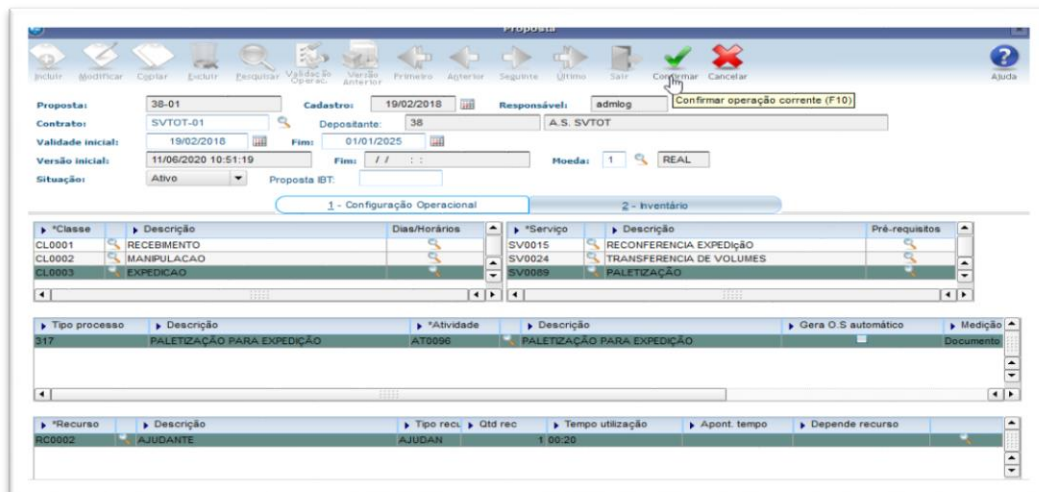 Proposta
Incluir Modificar Copiar Excluir Pesquisar Validação Operac. Versão Anterior Primeiro Anterior Seguinte Último Sair Confirmar Cancelar Ajuda
Confirmar operação corrente (F10)
Proposta: 38-01 Cadastro: 19/02/2018 Responsável: admlog
Contrato: SVTOT-01 Depositante: 38 A.S. SVTOT
Validade inicial: 19/02/2018 Fim: 01/01/2025
Versão inicial: 11/06/2020 10:51:19 Fim: / / : : Moeda: 1 REAL
Situação: Ativo Proposta IBT:
1 - Configuração Operacional 2 - Inventário
*Classe Descrição Dias/Horários *Serviço Descrição Pré-requisitos
CL0001 RECEBIMENTO SV0015 RECONFERENCIA EXPEDIçãO
CL0002 MANIPULACAO SV0024 TRANSFERENCIA DE VOLUMES
CL0003 EXPEDICAO SV0089 PALETIZAÇÃO
Tipo processo Descrição *Atividade Descrição Gera O.S automático Medição
317 PALETIZAÇÃO PARA EXPEDIÇÃO AT0096 PALETIZAÇÃO PARA EXPEDIÇÃO Documento
*Recurso Descrição Tipo recu Qtd rec Tempo utilização Apont. tempo Depende recurso
RC0002 AJUDANTE AJUDAN 1 00:20